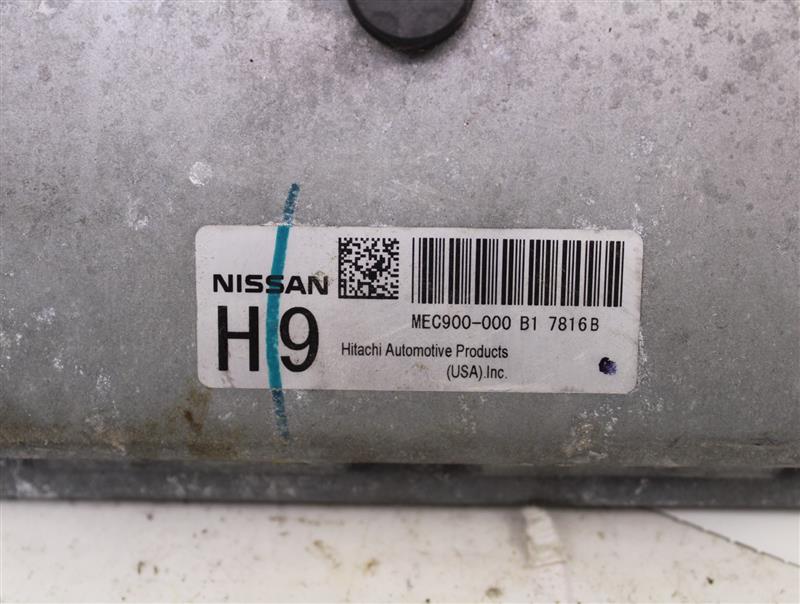 NISSAN
H9
MEC900-000 B1 7816B
Hitachi Automotive Products
(USA).Inc.